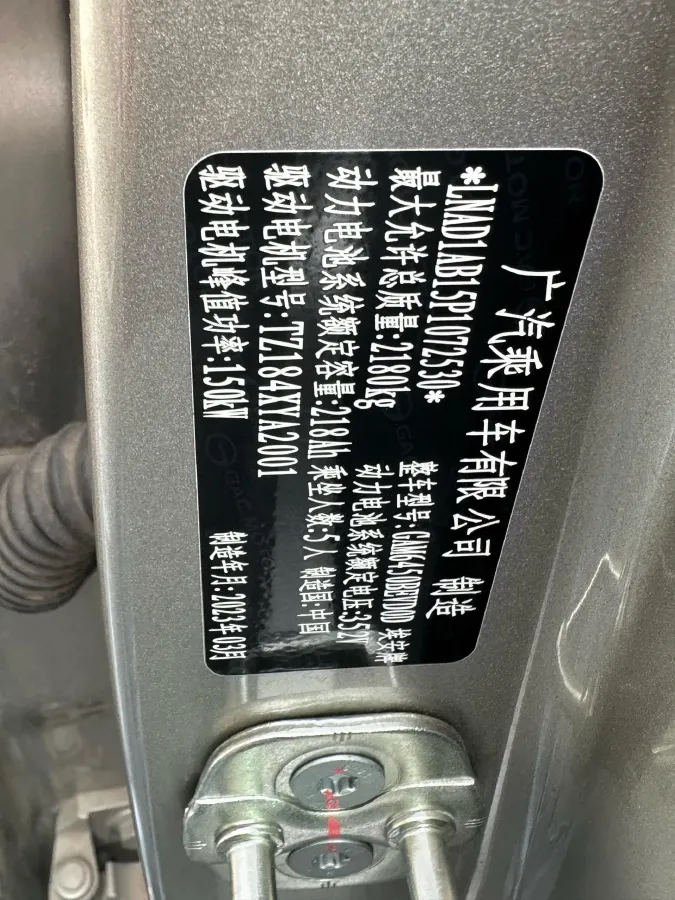 广汽乘用车有限公司 制造
*LNAD1AB15P1072330*
整车型号:GAM6450BEVD0D 埃安牌
最大允许总质量:2180kg
动力电池系统额定电压:352V
动力电池系统额定容量:218Ah 乘坐人数:5人 制造国:中国
驱动电机型号:TZ184XYA2001
驱动电机峰值功率:150kW 制造年月:2023年03月